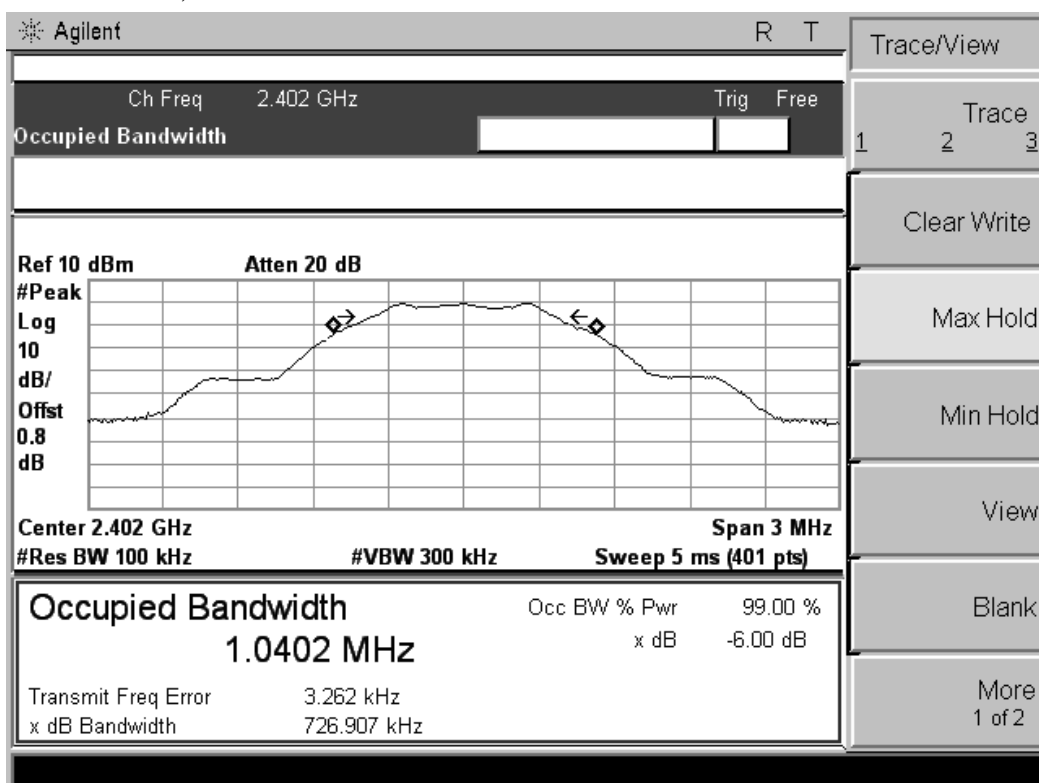 Agilent R T
Trace/View
Ch Freq 2.402 GHz Trig Free
Occupied Bandwidth
Trace
1 2 3
Clear Write
Ref 10 dBm Atten 20 dB
#Peak
Log
10
dB/
Offst
0.8
dB
Max Hold
Min Hold
View
Center 2.402 GHz Span 3 MHz
#Res BW 100 kHz #VBW 300 kHz Sweep 5 ms (401 pts)
Occupied Bandwidth
1.0402 MHz
Occ BW % Pwr 99.00 %
x dB -6.00 dB
Transmit Freq Error 3.262 kHz
x dB Bandwidth 726.907 kHz
Blank
More
1 of 2